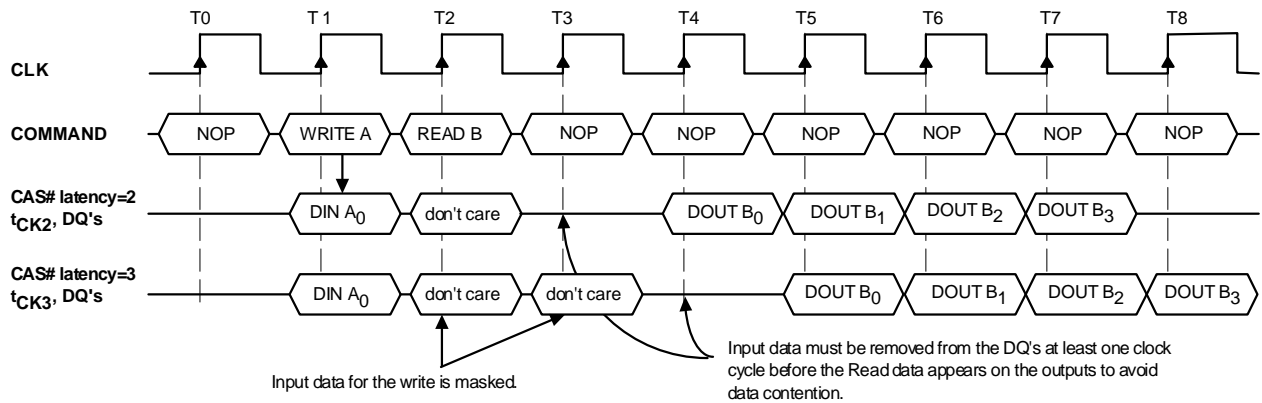 T0 T1 T2 T3 T4 T5 T6 T7 T8
CLK
COMMAND NOP WRITE A READ B NOP NOP NOP NOP NOP NOP
CAS# latency=2
tCK2, DQ's DIN A0 don't care DOUT B0 DOUT B1 DOUT B2 DOUT B3
CAS# latency=3
tCK3, DQ's DIN A0 don't care don't care DOUT B0 DOUT B1 DOUT B2 DOUT B3
Input data for the write is masked.
Input data must be removed from the DQ's at least one clock
cycle before the Read data appears on the outputs to avoid
data contention.